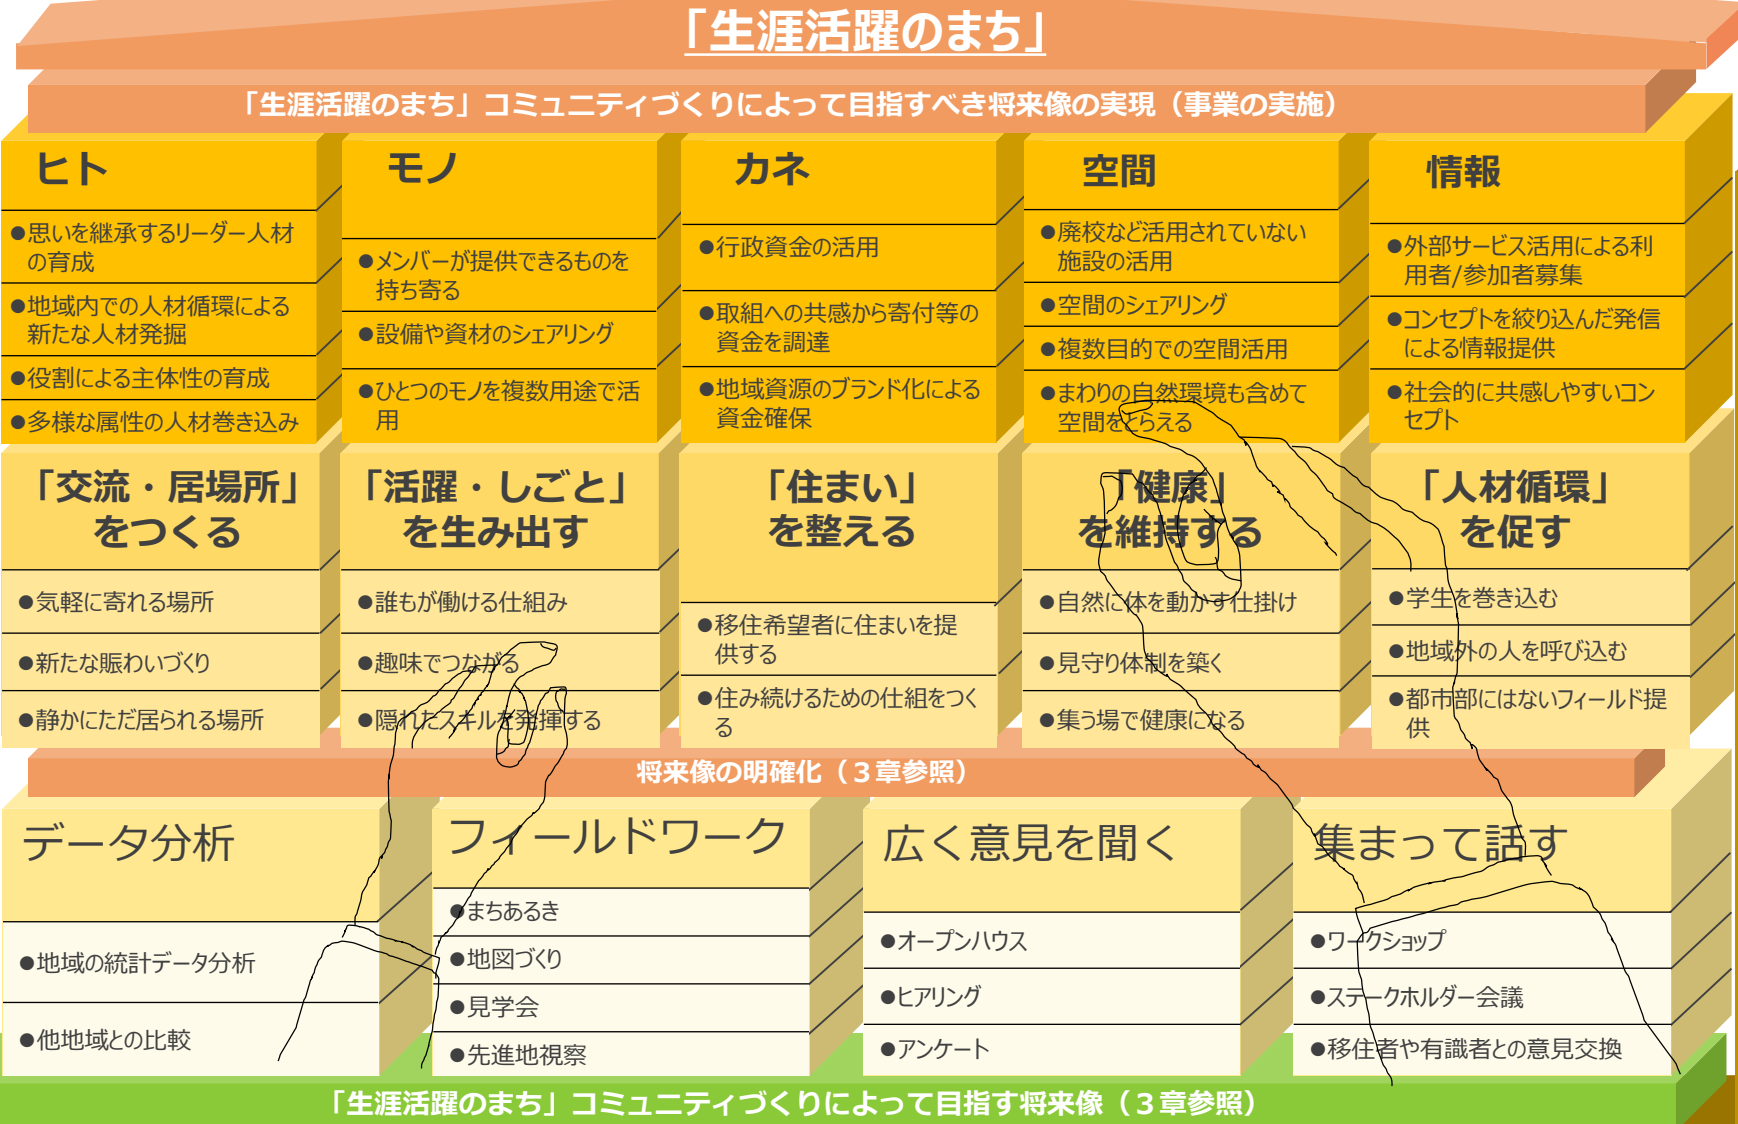 「生涯活躍のまち」
「生涯活躍のまち」コミュニティづくりによって目指すべき将来像の実現（事業の実施）
ヒト
●思いを継承するリーダー人材
の育成
●地域内での人材循環による
新たな人材発掘
●役割による主体性の育成
●多様な属性の人材巻き込み
モノ
●メンバーが提供できるものを
持ち寄る
●設備や資材のシェアリング
●ひとつのモノを複数用途で活
用
カネ
●行政資金の活用
●取組への共感から寄付等の
資金を調達
●地域資源のブランド化による
資金確保
空間
●廃校など活用されていない
施設の活用
●空間のシェアリング
●複数目的での空間活用
●まわりの自然環境も含めて
空間をとらえる
情報
●外部サービス活用による利
用者/参加者募集
●コンセプトを絞り込んだ発信
による情報提供
●社会的に共感しやすいコン
セプト
「交流・居場所」
をつくる
●気軽に寄れる場所
●新たな賑わいづくり
●静かにただ居られる場所
「活躍・しごと」
を生み出す
●誰もが働ける仕組み
●趣味でつながる
●隠れたスキルを発揮する
「住まい」
を整える
●移住希望者に住まいを提
供する
●住み続けるための仕組をつく
る
「健康」
を維持する
●自然に体を動かす仕掛け
●見守り体制を築く
●集う場で健康になる
「人材循環」
を促す
●学生を巻き込む
●地域外の人を呼び込む
●都市部にはないフィールド提
供
将来像の明確化（３章参照）
データ分析
●地域の統計データ分析
●他地域との比較
フィールドワーク
●まちあるき
●地図づくり
●見学会
●先進地視察
広く意見を聞く
●オープンハウス
●ヒアリング
●アンケート
集まって話す
●ワークショップ
●ステークホルダー会議
●移住者や有識者との意見交換
「生涯活躍のまち」コミュニティづくりによって目指す将来像（３章参照）